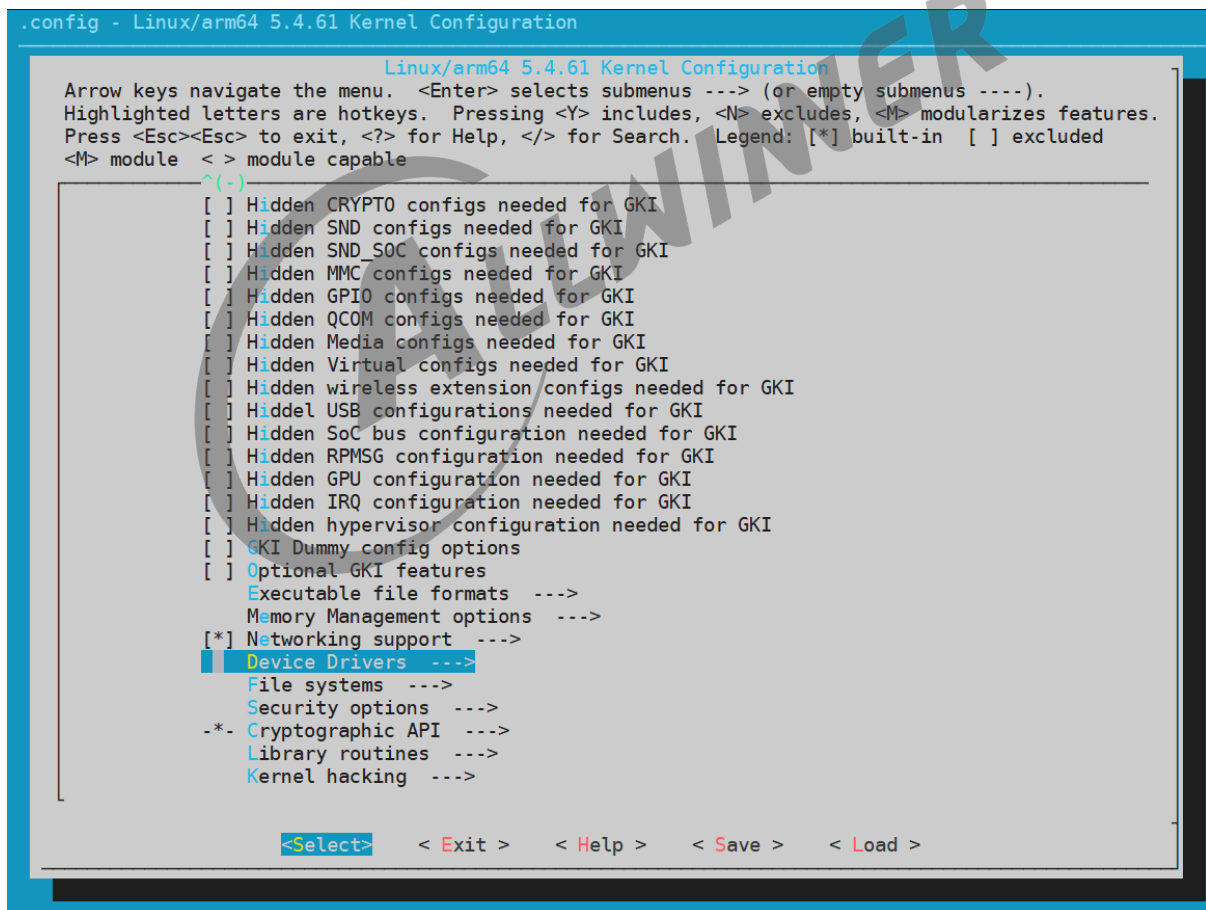 .config - Linux/arm64 5.4.61 Kernel Configuration
Linux/arm64 5.4.61 Kernel Configuration
Arrow keys navigate the menu.  <Enter> selects submenus ---> (or empty submenus ----).
Highlighted letters are hotkeys.  Pressing <Y> includes, <N> excludes, <M> modularizes features.
Press <Esc><Esc> to exit, <?> for Help, </> for Search.  Legend: [*] built-in  [ ] excluded
<M> module  < > module capable
^(-)
[ ] Hidden CRYPTO configs needed for GKI
[ ] Hidden SND configs needed for GKI
[ ] Hidden SND_SOC configs needed for GKI
[ ] Hidden MMC configs needed for GKI
[ ] Hidden GPIO configs needed for GKI
[ ] Hidden QCOM configs needed for GKI
[ ] Hidden Media configs needed for GKI
[ ] Hidden Virtual configs needed for GKI
[ ] Hidden wireless extension configs needed for GKI
[ ] Hiddel USB configurations needed for GKI
[ ] Hidden SoC bus configuration needed for GKI
[ ] Hidden RPMSG configuration needed for GKI
[ ] Hidden GPU configuration needed for GKI
[ ] Hidden IRQ configuration needed for GKI
[ ] Hidden hypervisor configuration needed for GKI
[ ] GKI Dummy config options
[ ] Optional GKI features
Executable file formats  --->
Memory Management options  --->
[*] Networking support  --->
Device Drivers  --->
File systems  --->
Security options  --->
-*- Cryptographic API  --->
Library routines  --->
Kernel hacking  --->
<Select>    < Exit >    < Help >    < Save >    < Load >
ALLWINNER